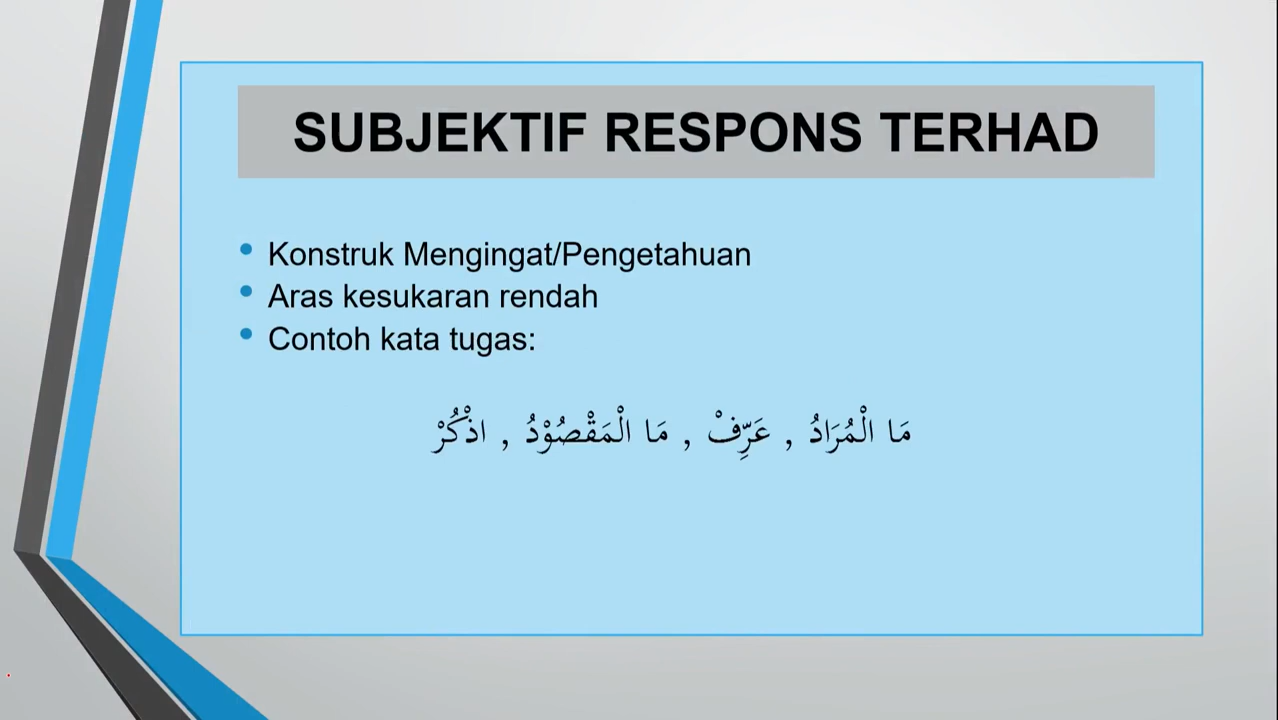 SUBJEKTIF RESPONS TERHAD
• Konstruk Mengingat/Pengetahuan
• Aras kesukaran rendah
• Contoh kata tugas:
مَا الْمُرَادُ , عَرِّفْ , مَا الْمَقْصُوْدُ , اذْكُرْ